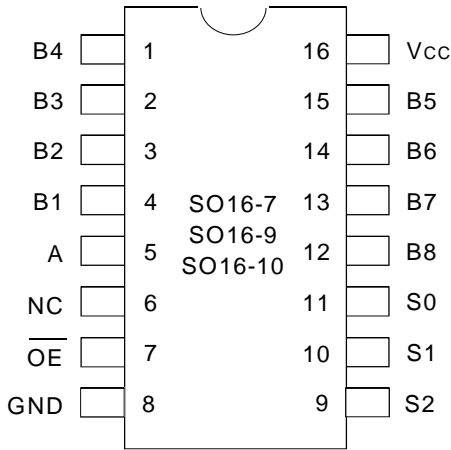 B4 1 16 Vcc
B3 2 15 B5
B2 3 14 B6
B1 4 SO16-7 13 B7
A 5 SO16-9 12 B8
SO16-10
NC 6 11 S0
O̅E̅ 7 10 S1
GND 8 9 S2